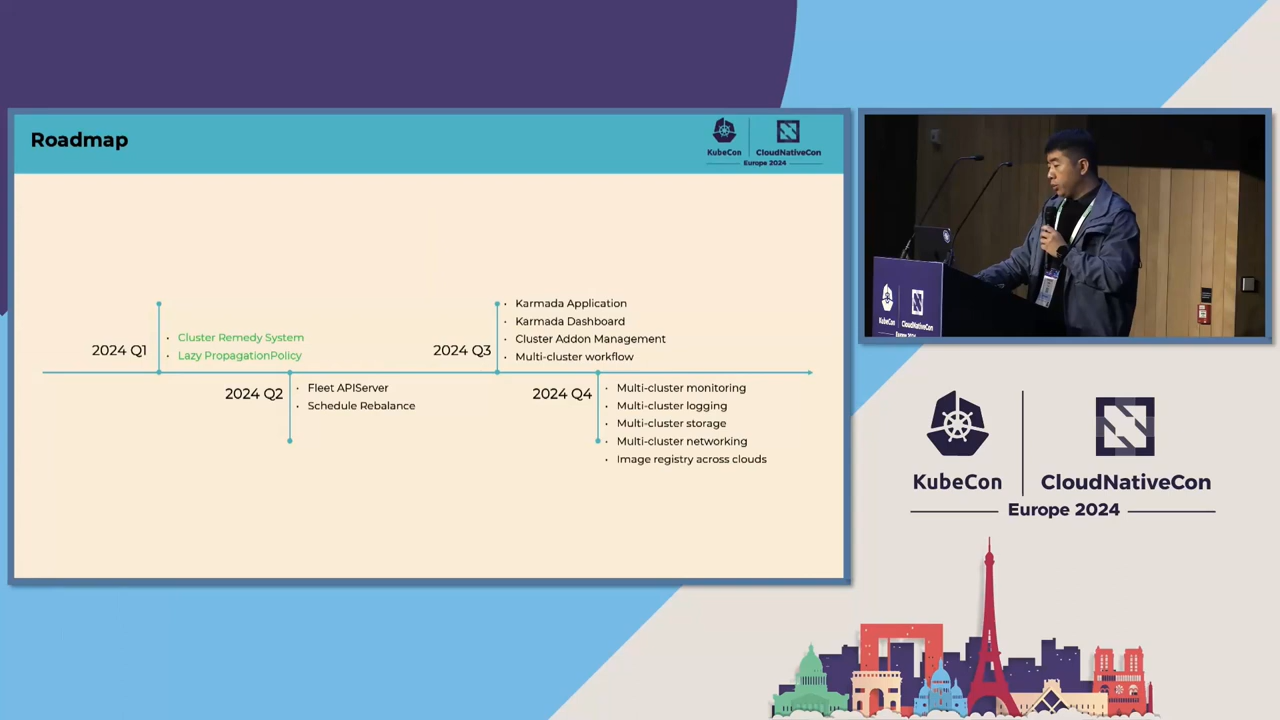 Roadmap
KubeCon
CloudNativeCon
Europe 2024
2024 Q1
· Cluster Remedy System
· Lazy PropagationPolicy
2024 Q2
· Fleet APIServer
· Schedule Rebalance
2024 Q3
· Karmada Application
· Karmada Dashboard
· Cluster Addon Management
· Multi-cluster workflow
2024 Q4
· Multi-cluster monitoring
· Multi-cluster logging
· Multi-cluster storage
· Multi-cluster networking
· Image registry across clouds
KubeCon
CloudNativeCon
KubeCon
CloudNativeCon
Europe 2024